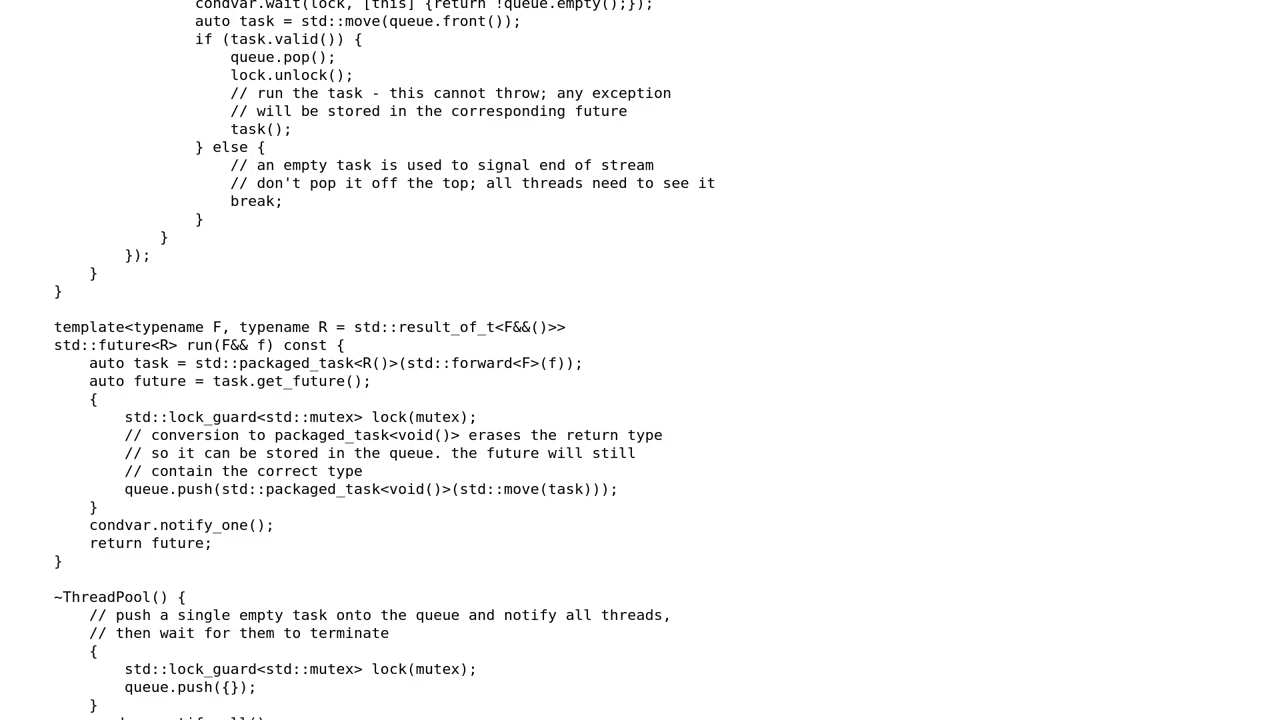 condvar.wait(lock, [this] {return !queue.empty();});
auto task = std::move(queue.front());
if (task.valid()) {
queue.pop();
lock.unlock();
// run the task - this cannot throw; any exception
// will be stored in the corresponding future
task();
} else {
// an empty task is used to signal end of stream
// don't pop it off the top; all threads need to see it
break;
}
}
});
}
}
template<typename F, typename R = std::result_of_t<F&&()>>
std::future<R> run(F&& f) const {
auto task = std::packaged_task<R()>(std::forward<F>(f));
auto future = task.get_future();
{
std::lock_guard<std::mutex> lock(mutex);
// conversion to packaged_task<void()> erases the return type
// so it can be stored in the queue. the future will still
// contain the correct type
queue.push(std::packaged_task<void()>(std::move(task)));
}
condvar.notify_one();
return future;
}
~ThreadPool() {
// push a single empty task onto the queue and notify all threads,
// then wait for them to terminate
{
std::lock_guard<std::mutex> lock(mutex);
queue.push({});
}